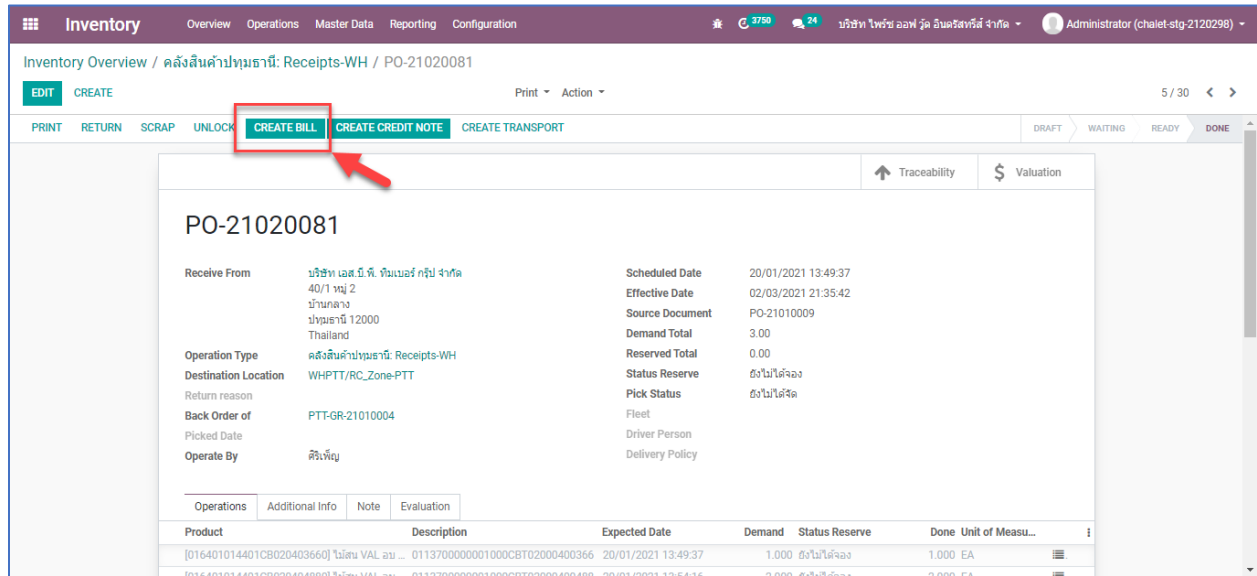 Inventory Overview Operations Master Data Reporting Configuration 3750 24 บริษัท ไพร้ซ ออฟ วู้ด อินดรัสทรีส์ จำกัด Administrator (chalet-stg-2120298)
Inventory Overview / คลังสินค้าปทุมธานี: Receipts-WH / PO-21020081
EDIT CREATE Print Action 5 / 30
PRINT RETURN SCRAP UNLOCK CREATE BILL CREATE CREDIT NOTE CREATE TRANSPORT DRAFT WAITING READY DONE
Traceability $ Valuation
PO-21020081
Receive From บริษัท เอส.บี.พี. ทิมเบอร์ กรุ๊ป จำกัด Scheduled Date 20/01/2021 13:49:37
40/1 หมู่ 2 Effective Date 02/03/2021 21:35:42
บ้านกลาง Source Document PO-21010009
ปทุมธานี 12000 Demand Total 3.00
Thailand
Operation Type คลังสินค้าปทุมธานี: Receipts-WH Reserved Total 0.00
Destination Location WHPTT/RC_Zone-PTT Status Reserve ยังไม่ได้จอง
Return reason Pick Status ยังไม่ได้จัด
Back Order of PTT-GR-21010004 Fleet
Picked Date Driver Person
Operate By ศิริเพ็ญ Delivery Policy
Operations Additional Info Note Evaluation
Product Description Expected Date Demand Status Reserve Done Unit of Measu...
[016401014401CB020403660] ไม้สน VAL อบ ... 0113700000001000CBT02000400366 20/01/2021 13:49:37 1.000 ยังไม่ได้จอง 1.000 EA